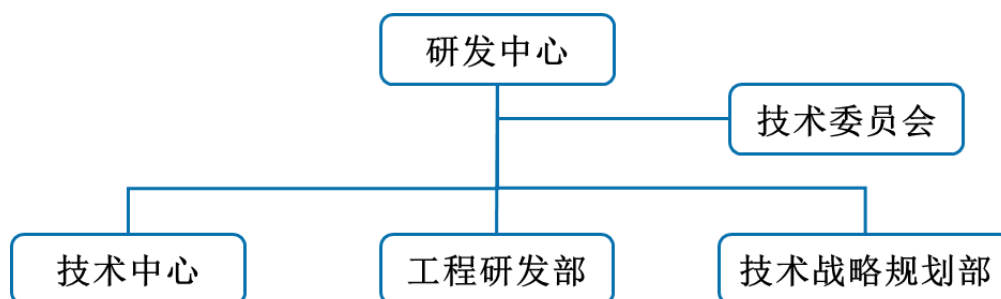 研发中心
技术委员会
技术中心
工程研发部
技术战略规划部